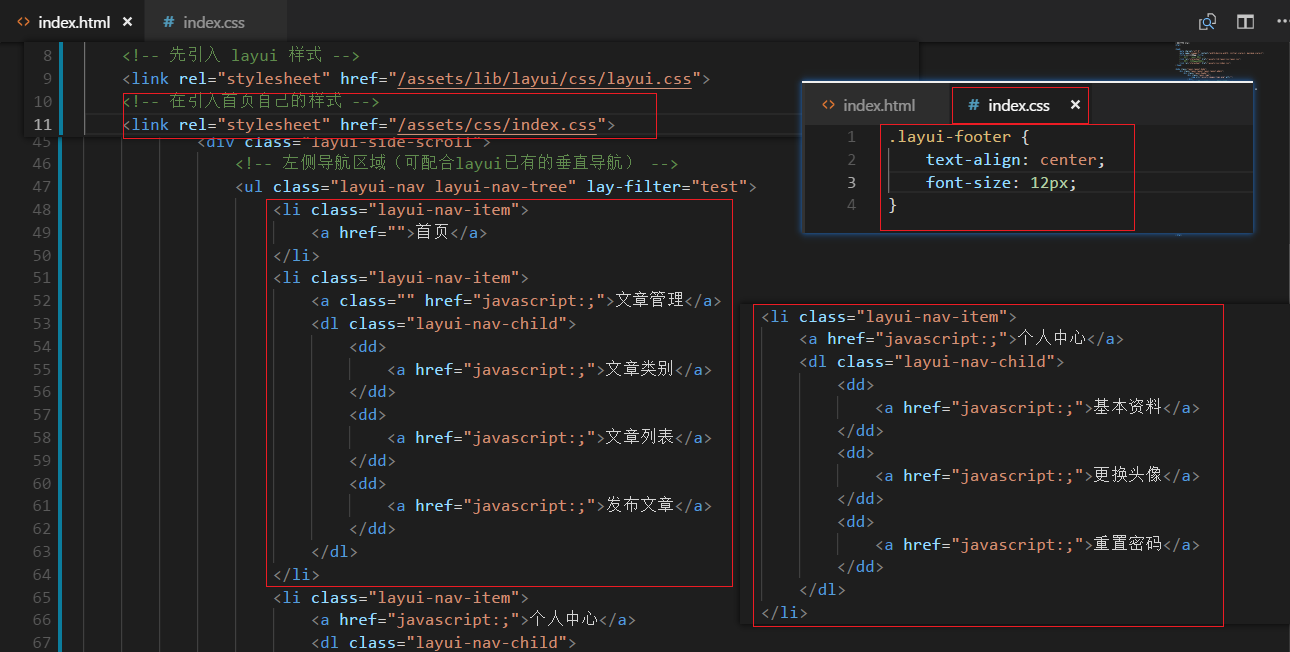 index.html ×
# index.css
8 <!-- 先引入 layui 样式 -->
9 <link rel="stylesheet" href="/assets/lib/layui/css/layui.css">
10 <!-- 在引入首页自己的样式 -->
11 <link rel="stylesheet" href="/assets/css/index.css">
45 <div class="layui-side-scroll">
46 <!-- 左侧导航区域（可配合layui已有的垂直导航） -->
47 <ul class="layui-nav layui-nav-tree" lay-filter="test">
48 <li class="layui-nav-item">
49 <a href="">首页</a>
50 </li>
51 <li class="layui-nav-item">
52 <a class="" href="javascript:;">文章管理</a>
53 <dl class="layui-nav-child">
54 <dd>
55 <a href="javascript:;">文章类别</a>
56 </dd>
57 <dd>
58 <a href="javascript:;">文章列表</a>
59 </dd>
60 <dd>
61 <a href="javascript:;">发布文章</a>
62 </dd>
63 </dl>
64 </li>
65 <li class="layui-nav-item">
66 <a href="javascript:;">个人中心</a>
67 <dl class="layui-nav-child">
index.html
# index.css ×
1 .layui-footer {
2 text-align: center;
3 font-size: 12px;
4 }
<li class="layui-nav-item">
<a href="javascript:;">个人中心</a>
<dl class="layui-nav-child">
<dd>
<a href="javascript:;">基本资料</a>
</dd>
<dd>
<a href="javascript:;">更换头像</a>
</dd>
<dd>
<a href="javascript:;">重置密码</a>
</dd>
</dl>
</li>